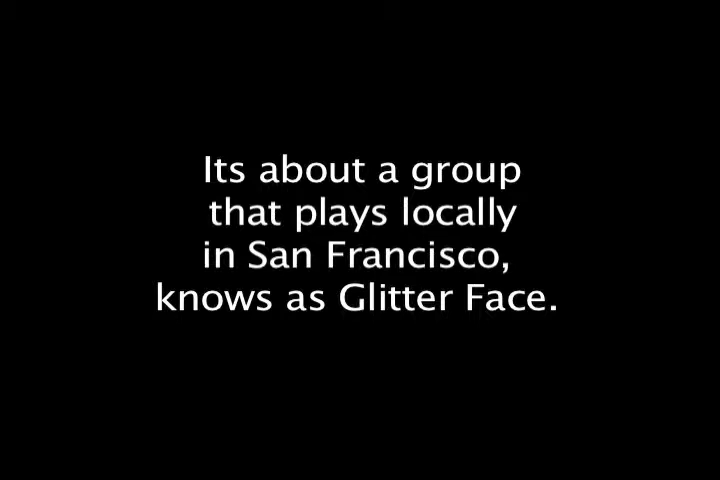 Its about a group
that plays locally
in San Francisco,
knows as Glitter Face.